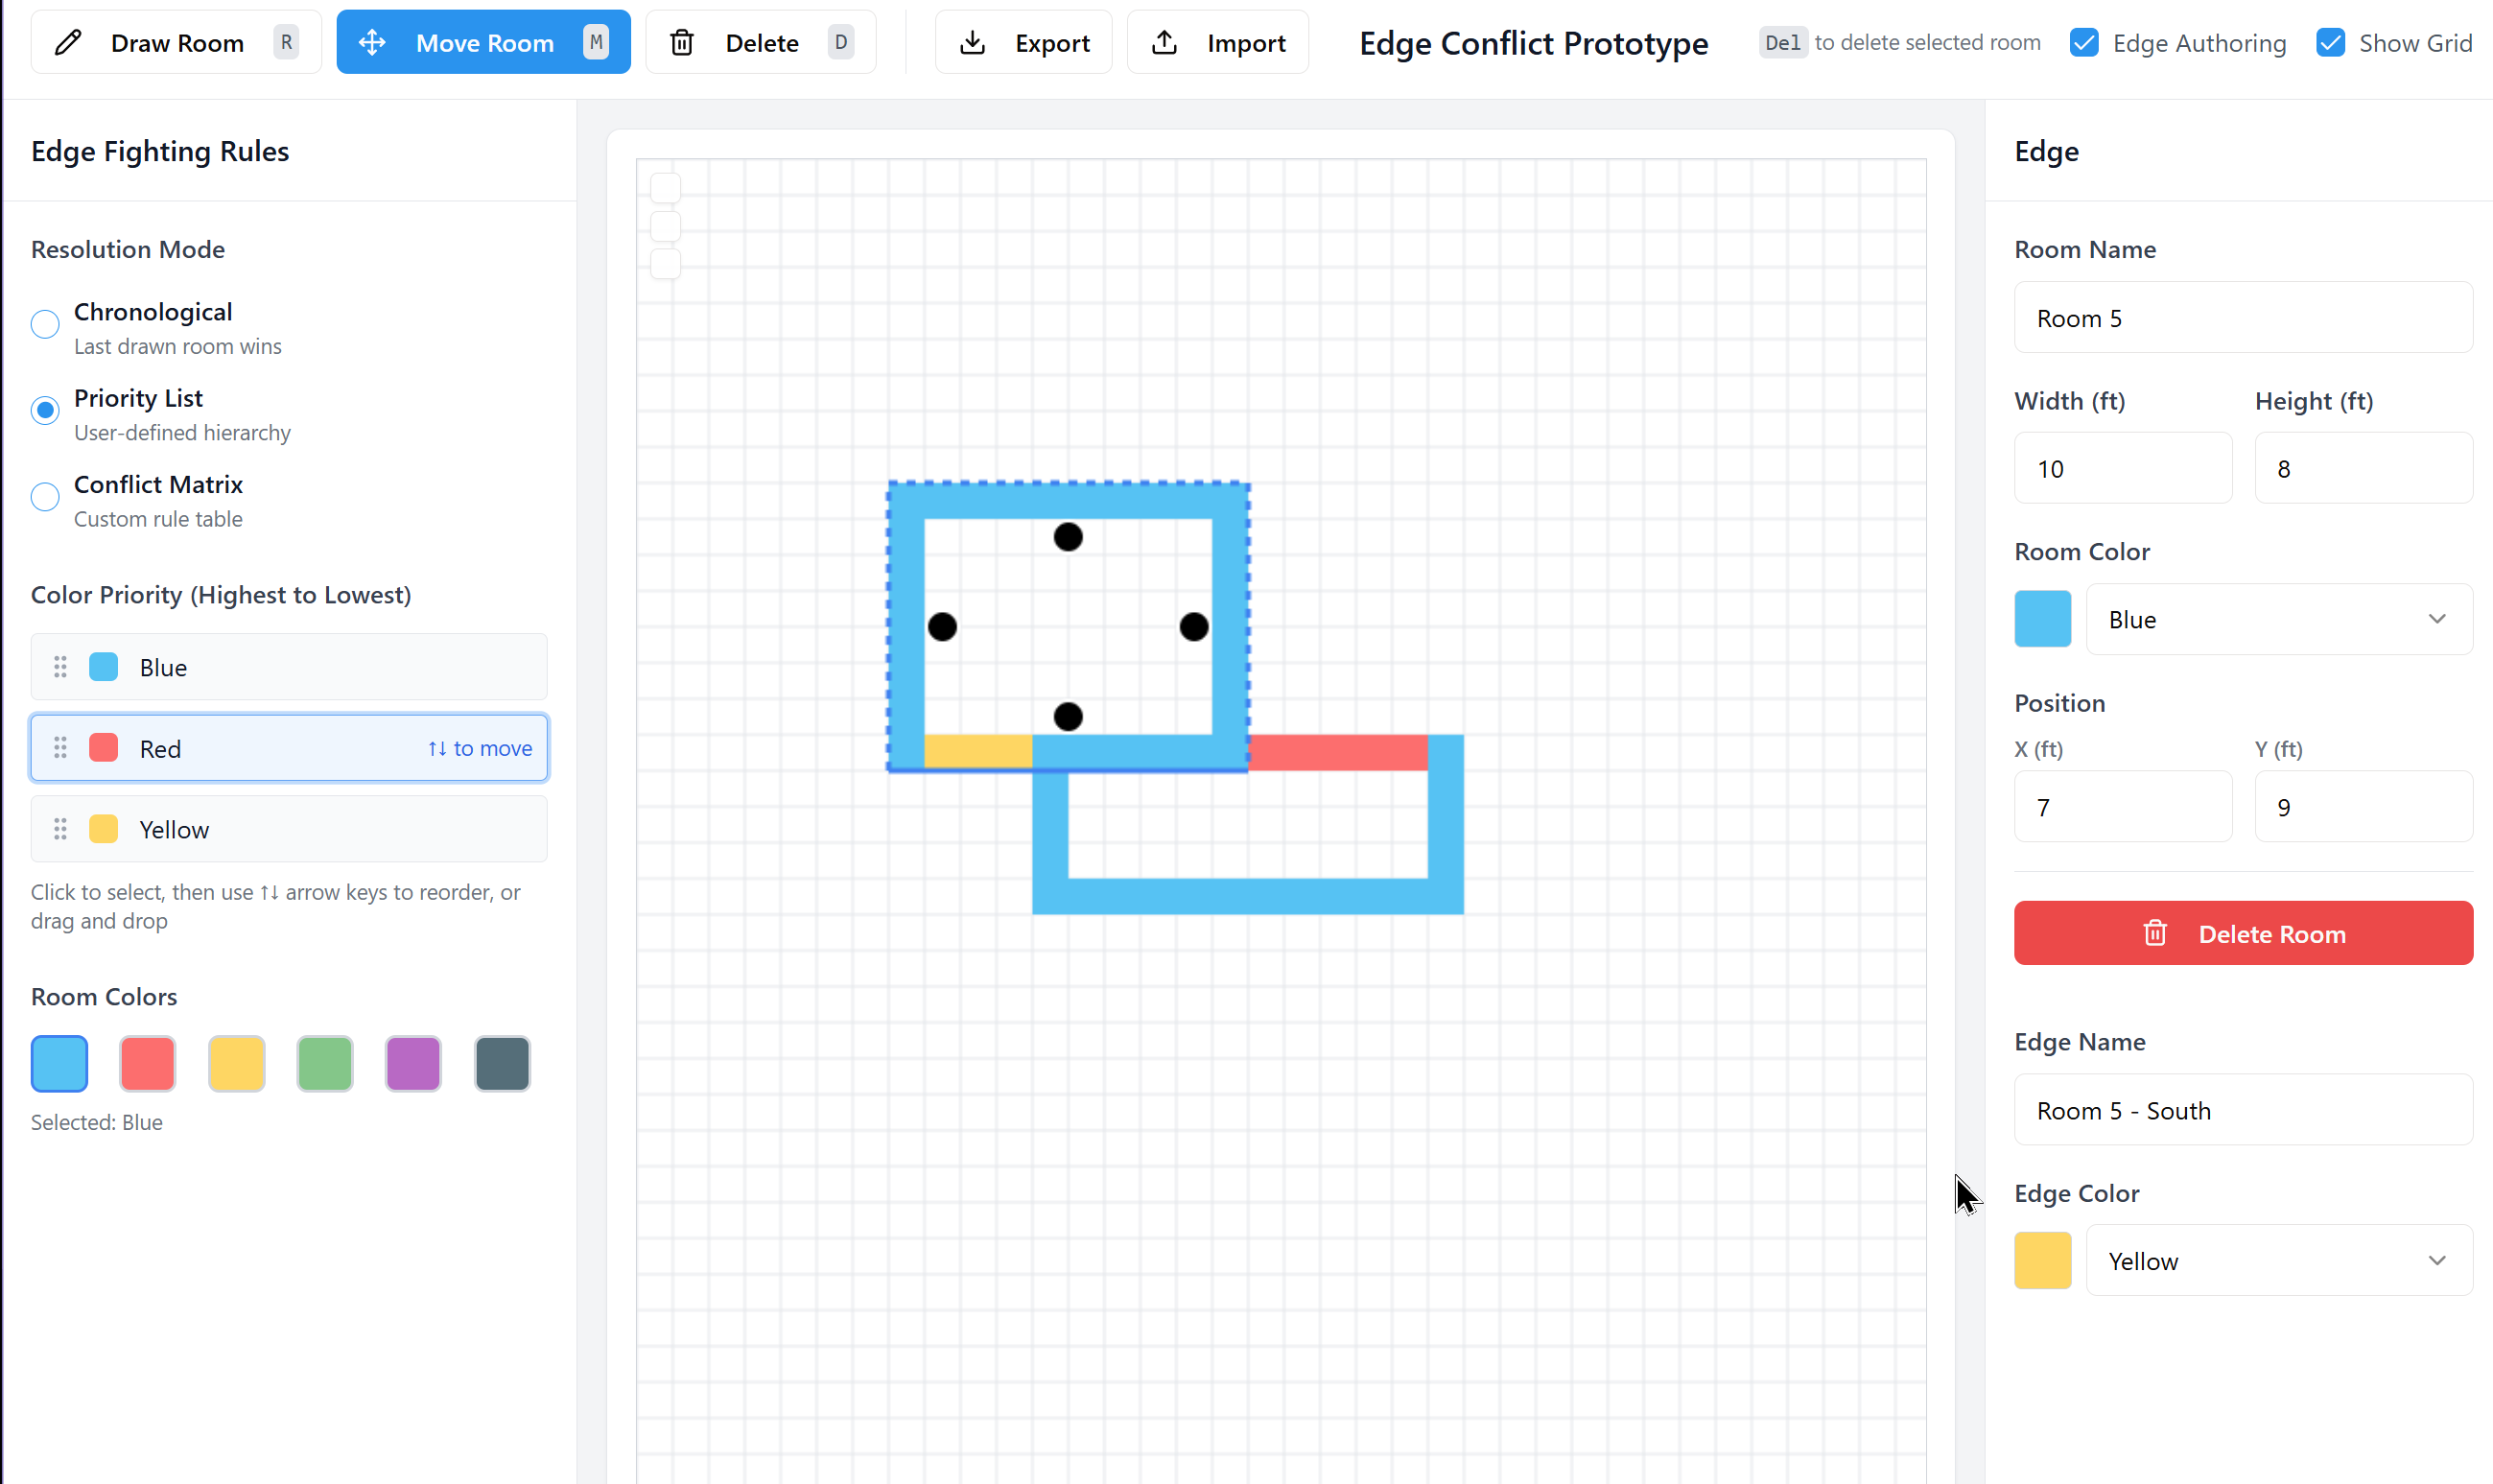 Draw Room R
Move Room M
Delete D
Export
Import
Edge Conflict Prototype
Del to delete selected room
Edge Authoring
Show Grid
Edge Fighting Rules
Resolution Mode
Chronological
Last drawn room wins
Priority List
User-defined hierarchy
Conflict Matrix
Custom rule table
Color Priority (Highest to Lowest)
Blue
Red ↑↓ to move
Yellow
Click to select, then use ↑↓ arrow keys to reorder, or
drag and drop
Room Colors
Selected: Blue
Edge
Room Name
Room 5
Width (ft) Height (ft)
10 8
Room Color
Blue
Position
X (ft) Y (ft)
7 9
Delete Room
Edge Name
Room 5 - South
Edge Color
Yellow